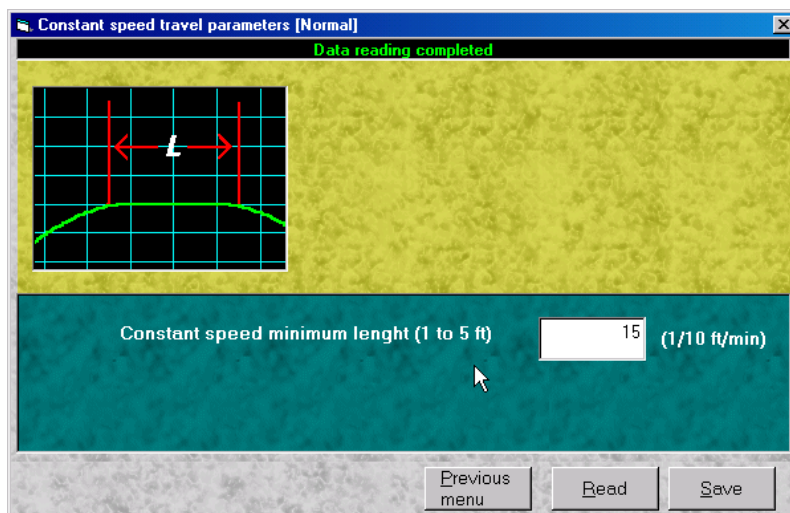 Constant speed travel parameters [Normal]
Data reading completed
L
Constant speed minimum lenght (1 to 5 ft) 15 (1/10 ft/min)
Previous menu
Read
Save